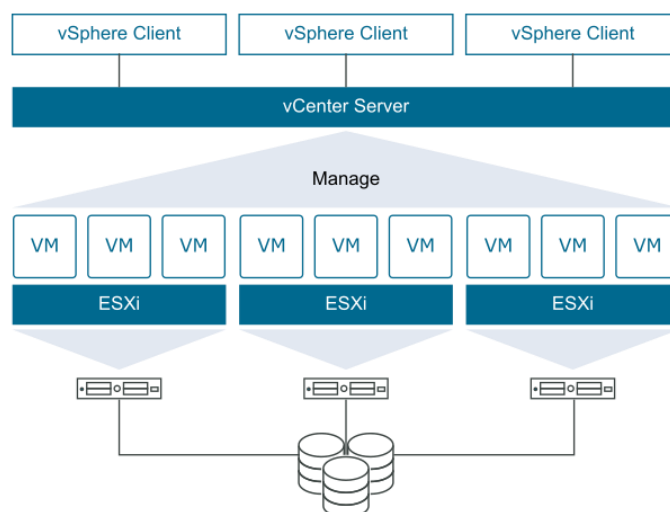 vSphere Client vSphere Client vSphere Client
vCenter Server
Manage
VM VM VM VM VM VM VM VM VM
ESXi ESXi ESXi